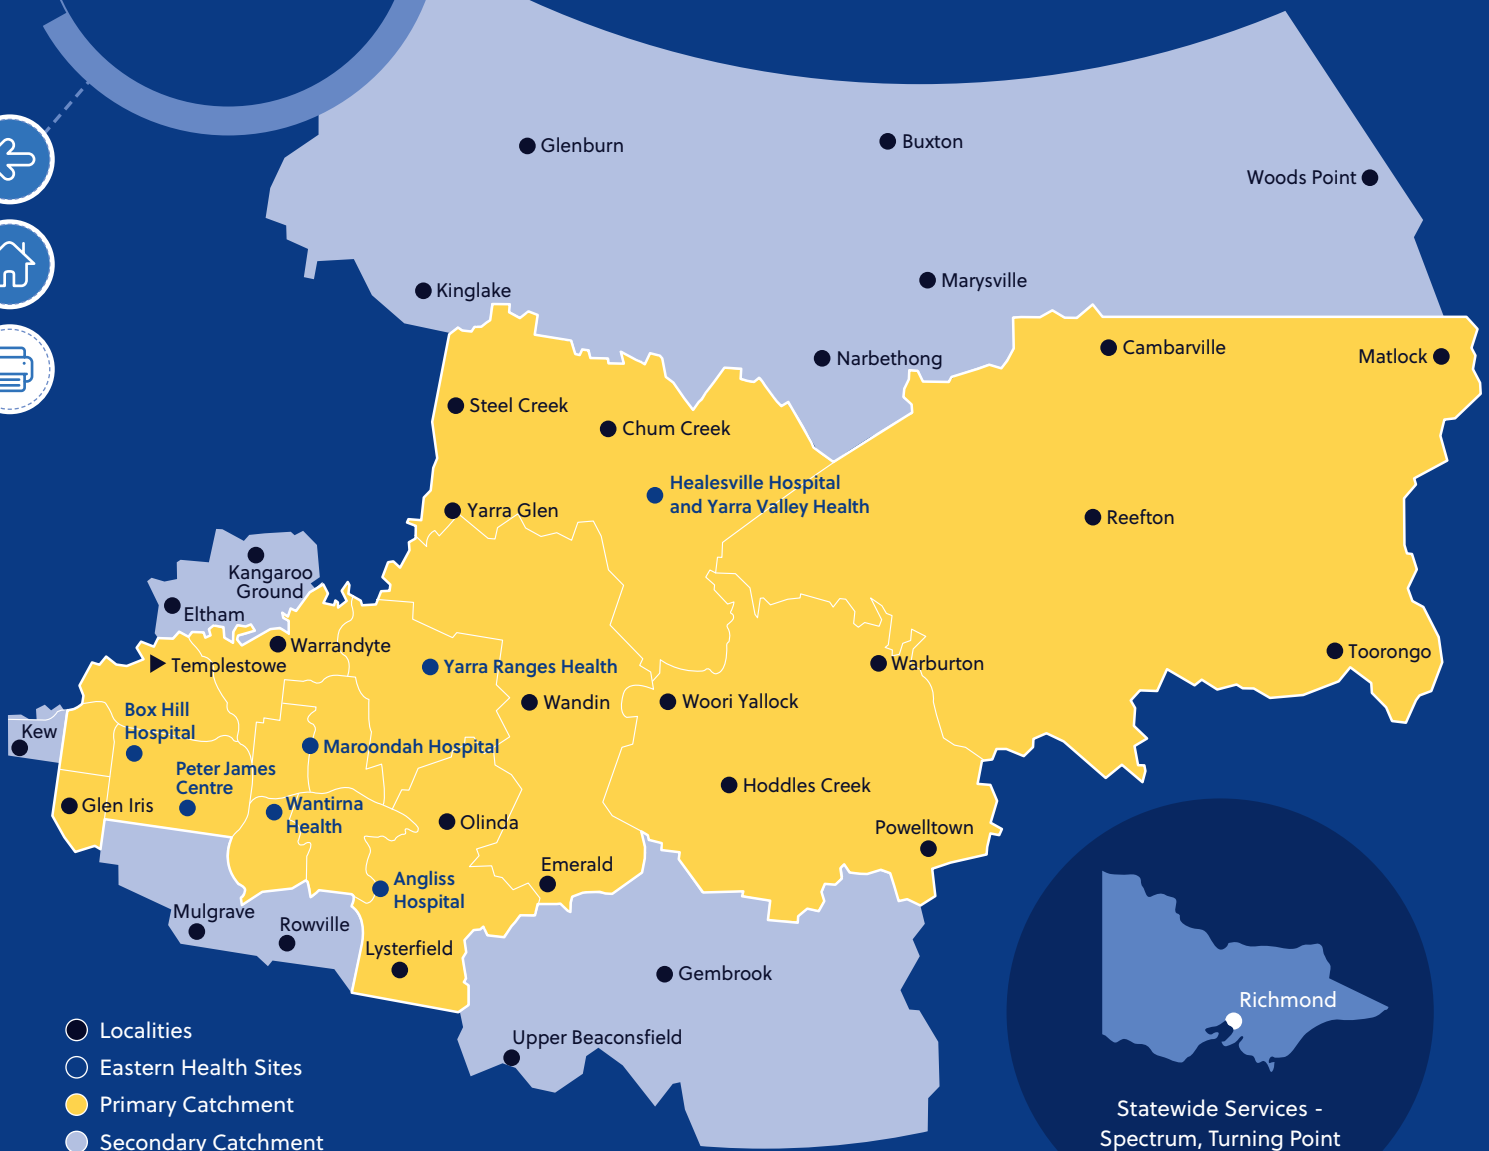 Glenburn
Buxton
Woods Point
Kinglake
Marysville
Narbethong
Cambarville
Matlock
Steel Creek
Chum Creek
Healesville Hospital
and Yarra Valley Health
Yarra Glen
Reefton
Kangaroo
Ground
Eltham
Warrandyte
Templestowe
Yarra Ranges Health
Warburton
Toorongo
Wandin
Woori Yallock
Box Hill
Hospital
Kew
Maroondah Hospital
Peter James
Centre
Hoddles Creek
Glen Iris
Wantirna
Health
Olinda
Powelltown
Emerald
Angliss
Hospital
Mulgrave
Rowville
Lysterfield
Gembrook
Upper Beaconsfield
Localities
Eastern Health Sites
Primary Catchment
Secondary Catchment
Richmond
Statewide Services -
Spectrum, Turning Point